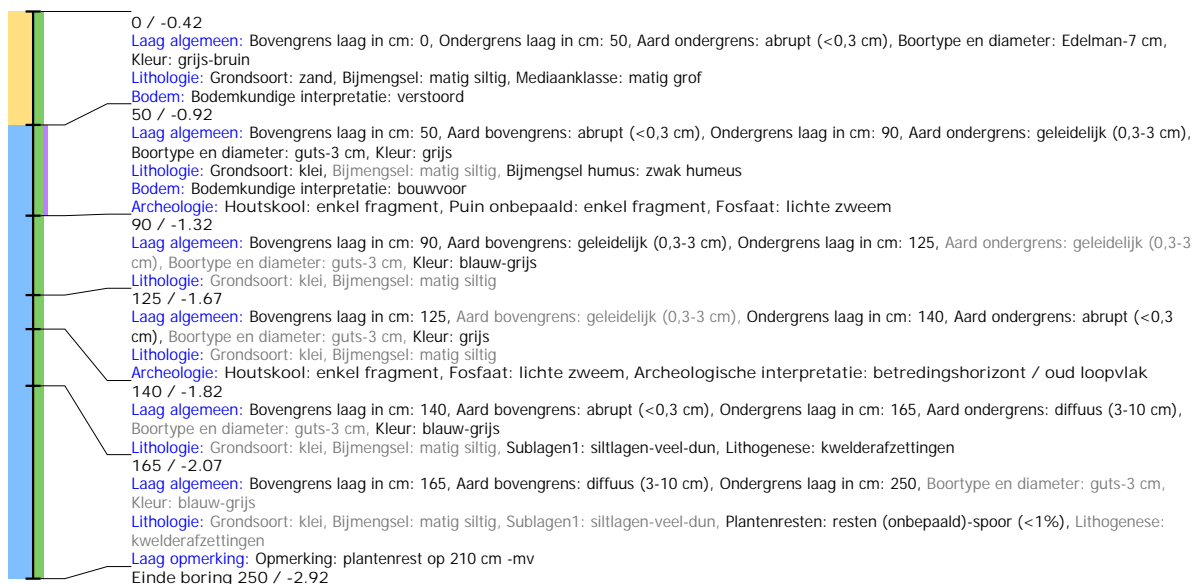 0 / -0.42
Laag algemeen: Bovengrens laag in cm: 0, Ondergrens laag in cm: 50, Aard ondergrens: abrupt (<0,3 cm), Boortype en diameter: Edelman-7 cm,
Kleur: grijs-bruin
Lithologie: Grondsoort: zand, Bijmengsel: matig siltig, Mediaanklasse: matig grof
Bodem: Bodemkundige interpretatie: verstoord
50 / -0.92
Laag algemeen: Bovengrens laag in cm: 50, Aard bovengrens: abrupt (<0,3 cm), Ondergrens laag in cm: 90, Aard ondergrens: geleidelijk (0,3-3 cm),
Boortype en diameter: guts-3 cm, Kleur: grijs
Lithologie: Grondsoort: klei, Bijmengsel: matig siltig, Bijmengsel humus: zwak humeus
Bodem: Bodemkundige interpretatie: bouwvoor
Archeologie: Houtskool: enkel fragment, Puin onbepaald: enkel fragment, Fosfaat: lichte zweem
90 / -1.32
Laag algemeen: Bovengrens laag in cm: 90, Aard bovengrens: geleidelijk (0,3-3 cm), Ondergrens laag in cm: 125, Aard ondergrens: geleidelijk (0,3-3
cm), Boortype en diameter: guts-3 cm, Kleur: blauw-grijs
Lithologie: Grondsoort: klei, Bijmengsel: matig siltig
125 / -1.67
Laag algemeen: Bovengrens laag in cm: 125, Aard bovengrens: geleidelijk (0,3-3 cm), Ondergrens laag in cm: 140, Aard ondergrens: abrupt (<0,3
cm), Boortype en diameter: guts-3 cm, Kleur: grijs
Lithologie: Grondsoort: klei, Bijmengsel: matig siltig
Archeologie: Houtskool: enkel fragment, Fosfaat: lichte zweem, Archeologische interpretatie: betredingshorizont / oud loopvlak
140 / -1.82
Laag algemeen: Bovengrens laag in cm: 140, Aard bovengrens: abrupt (<0,3 cm), Ondergrens laag in cm: 165, Aard ondergrens: diffuus (3-10 cm),
Boortype en diameter: guts-3 cm, Kleur: blauw-grijs
Lithologie: Grondsoort: klei, Bijmengsel: matig siltig, Sublagen1: siltlagen-veel-dun, Lithogenese: kwelderafzettingen
165 / -2.07
Laag algemeen: Bovengrens laag in cm: 165, Aard bovengrens: diffuus (3-10 cm), Ondergrens laag in cm: 250, Boortype en diameter: guts-3 cm,
Kleur: blauw-grijs
Lithologie: Grondsoort: klei, Bijmengsel: matig siltig, Sublagen1: siltlagen-veel-dun, Plantenresten: resten (onbepaald)-spoor (<1%), Lithogenese:
kwelderafzettingen
Laag opmerking: Opmerking: plantenrest op 210 cm -mv
Einde boring 250 / -2.92